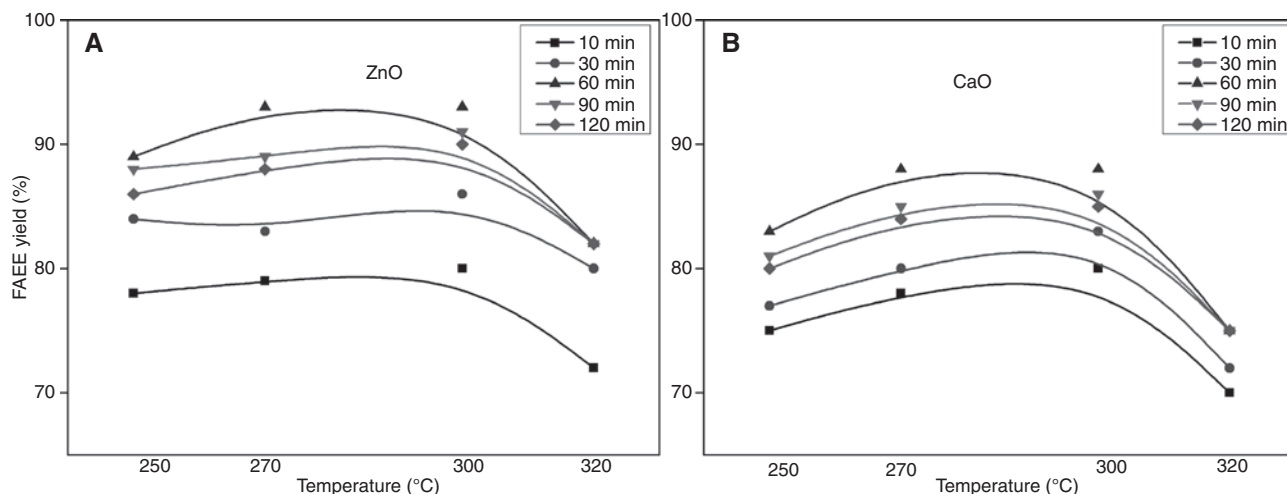 A
ZnO
10 min
30 min
60 min
90 min
120 min
100
90
80
70
FAEE yield (%)
250
270
300
320
Temperature (°C)
B
CaO
10 min
30 min
60 min
90 min
120 min
100
90
80
70
250
270
300
320
Temperature (°C)